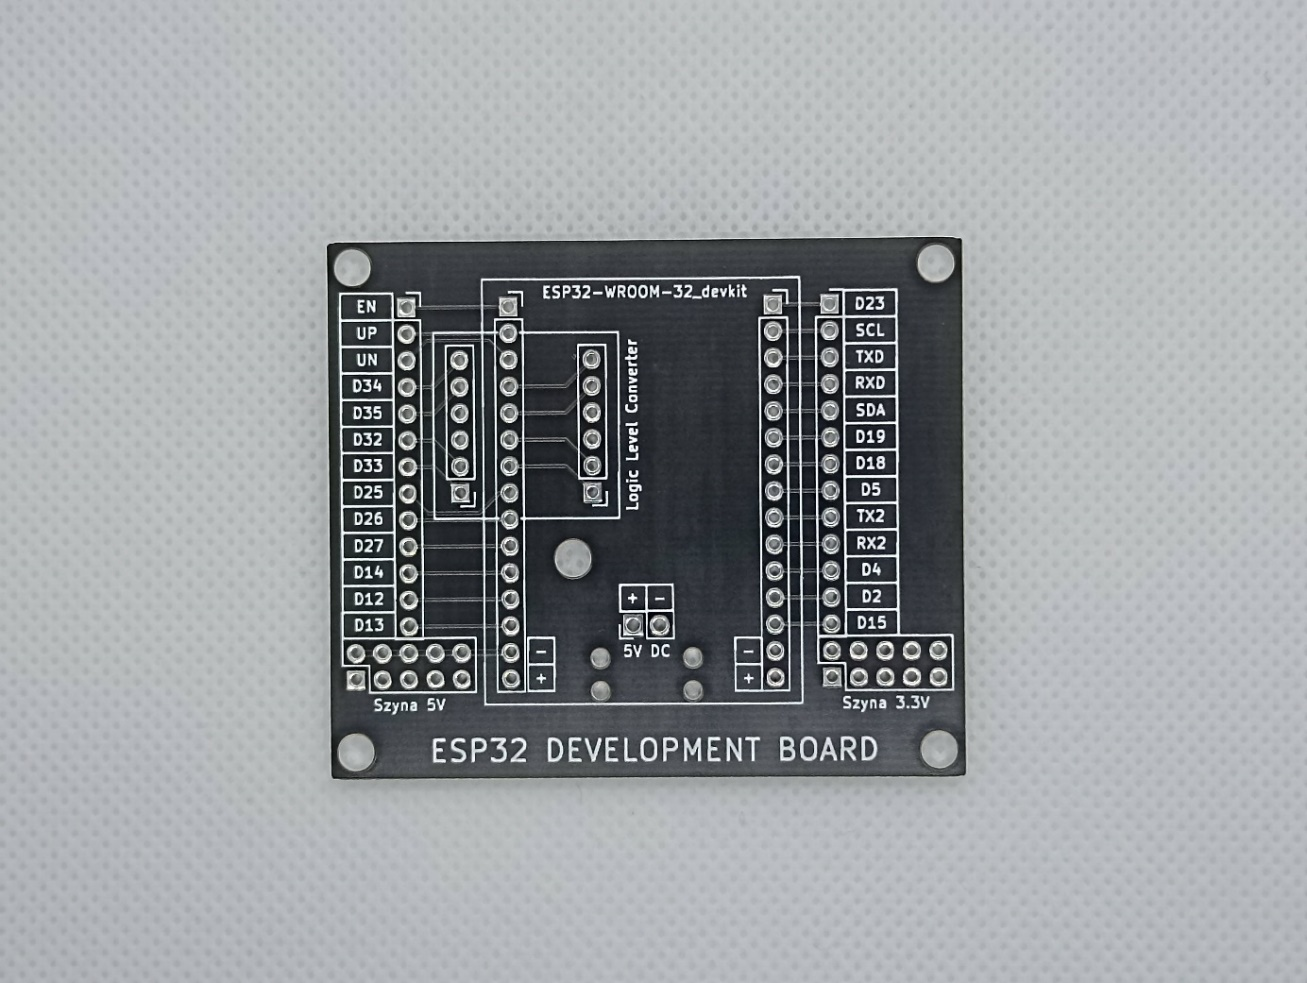 ESP32-WROOM-32_devkit
EN
UP
UN
D34
D35
D32
D33
D25
D26
D27
D14
D12
D13
Logic Level Converter
D23
SCL
TXD
RXD
SDA
D19
D18
D5
TX2
RX2
D4
D2
D15
+ -
5V DC
-
+
-
+
Szyna 5V
Szyna 3.3V
ESP32 DEVELOPMENT BOARD